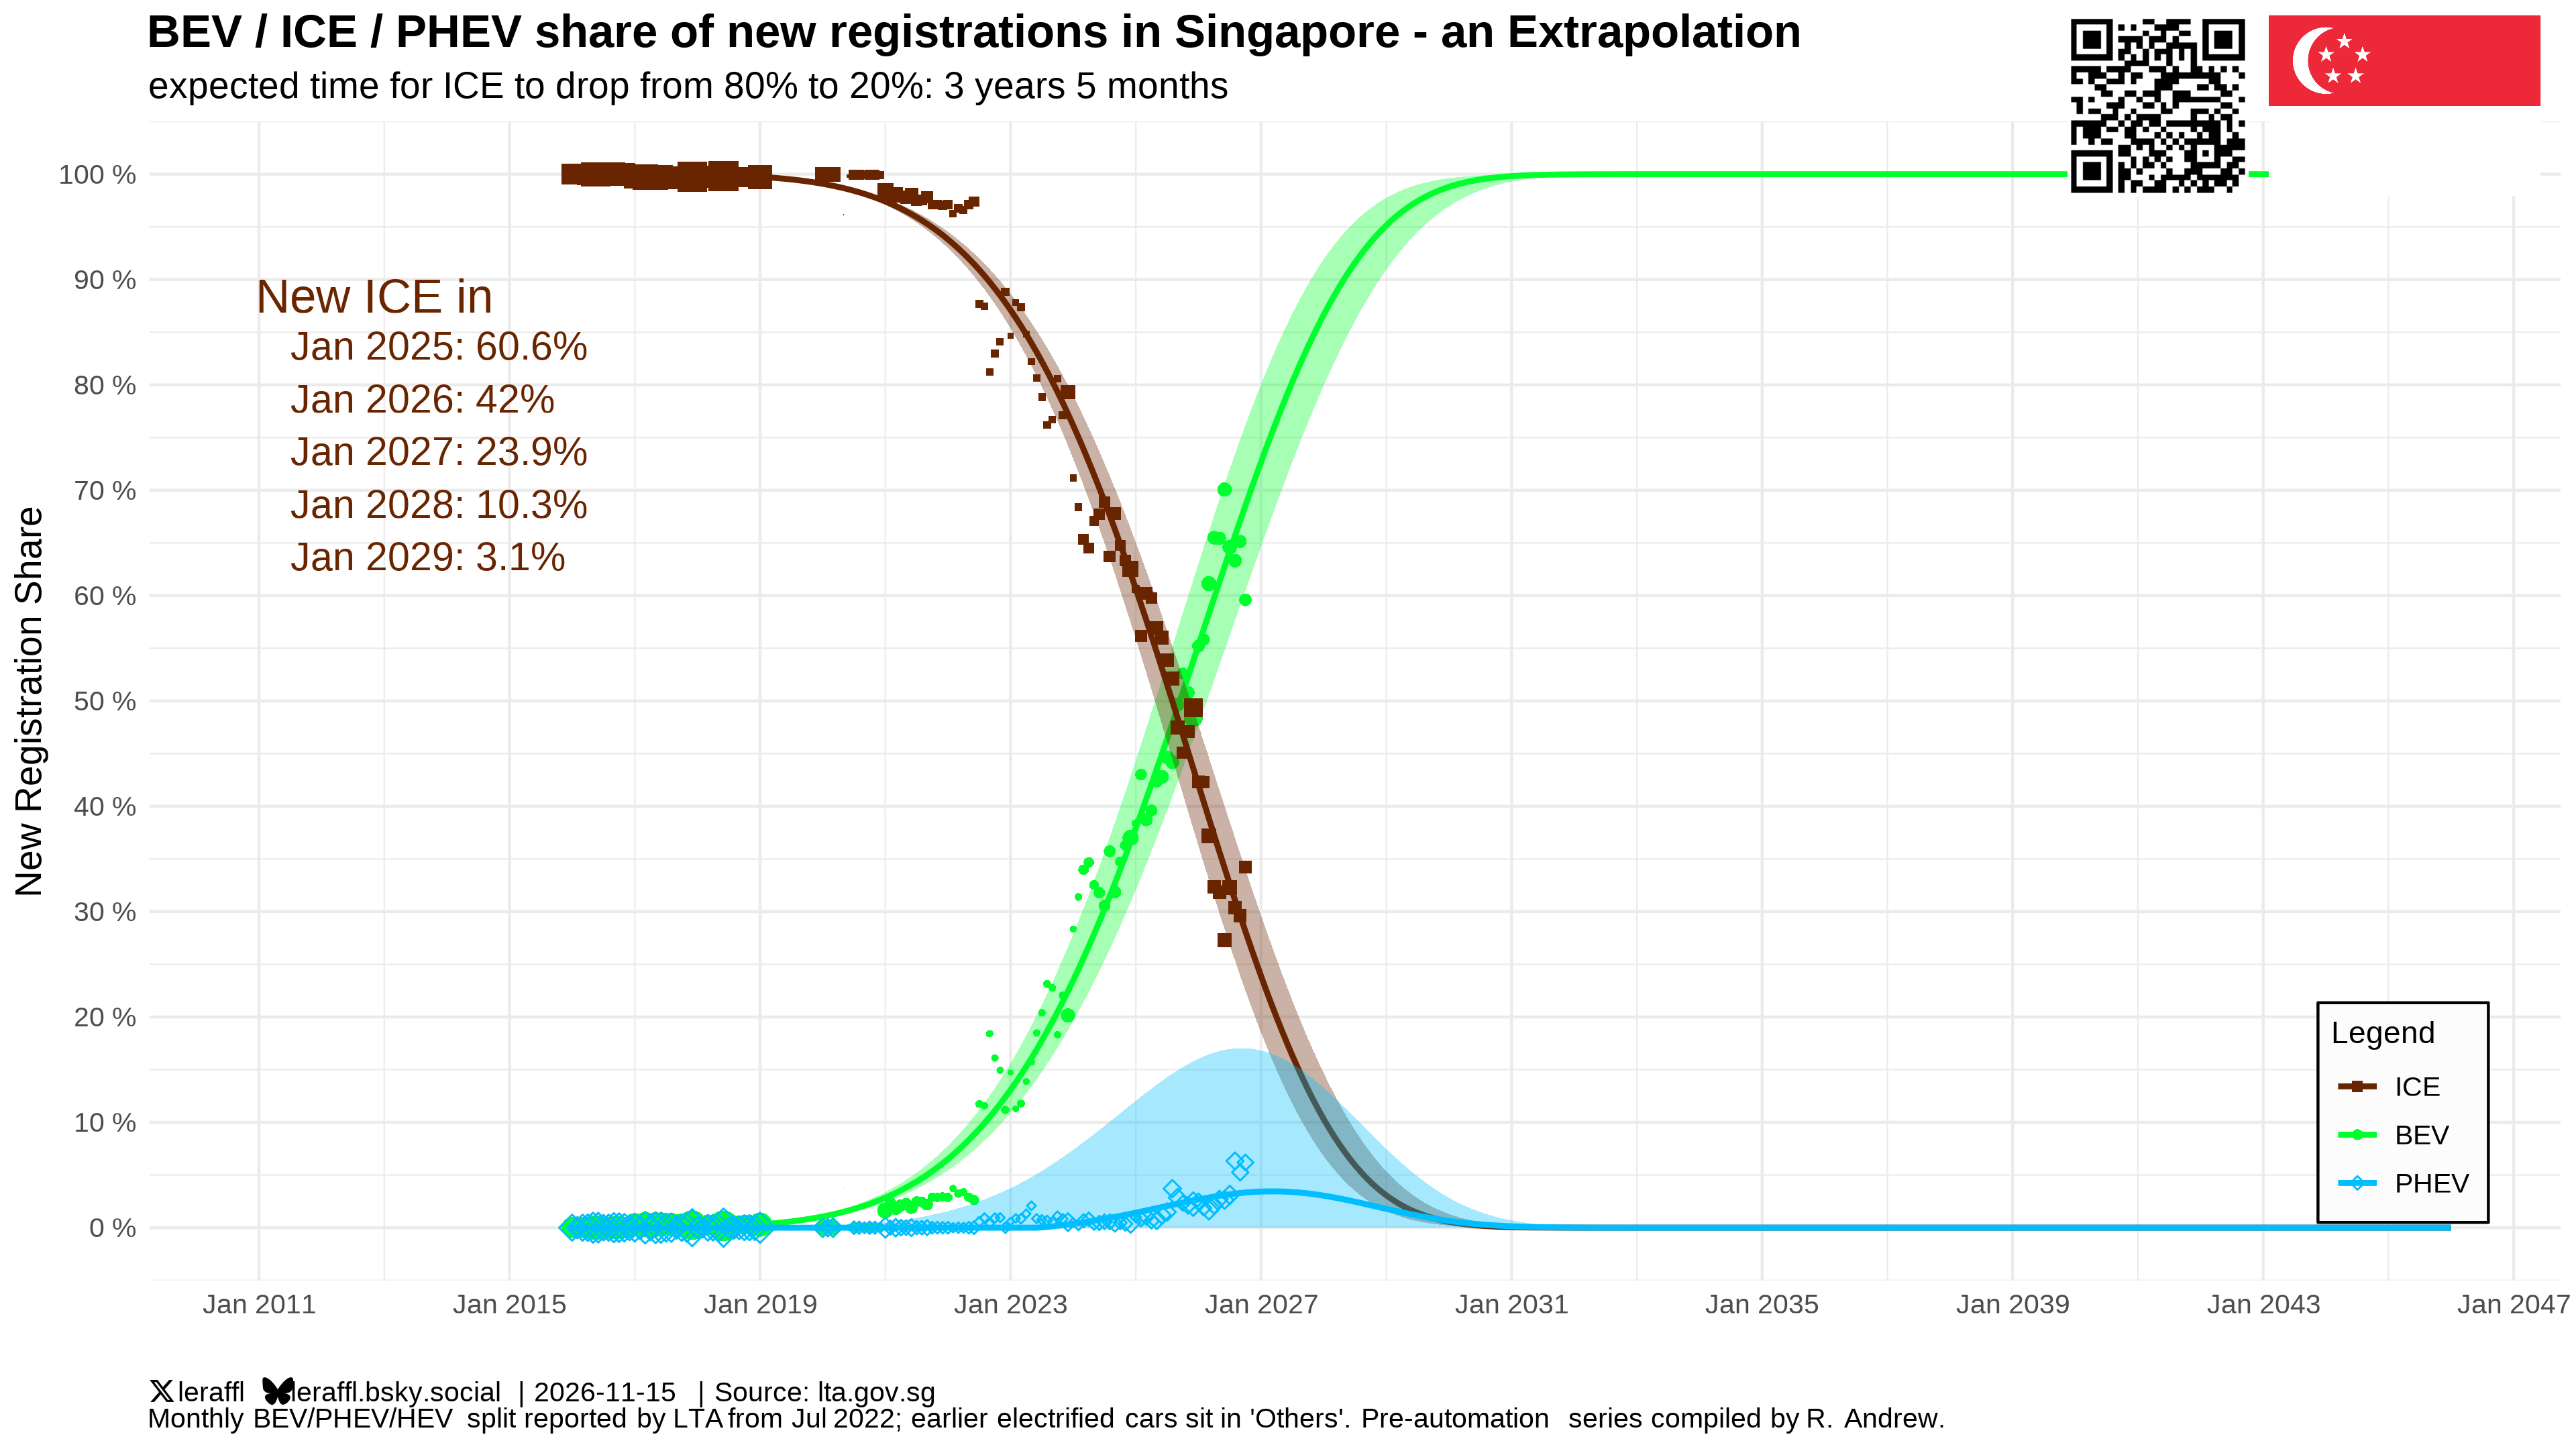 BEV / ICE / PHEV share of new registrations in Singapore - an Extrapolation
expected time for ICE to drop from 80% to 20%: 3 years 5 months
New Registration Share
100 %
90 %
80 %
70 %
60 %
50 %
40 %
30 %
20 %
10 %
0 %
New ICE in
Jan 2025: 60.6%
Jan 2026: 42%
Jan 2027: 23.9%
Jan 2028: 10.3%
Jan 2029: 3.1%
Legend
ICE
BEV
PHEV
Jan 2011
Jan 2015
Jan 2019
Jan 2023
Jan 2027
Jan 2031
Jan 2035
Jan 2039
Jan 2043
Jan 2047
leraffl leraffl.bsky.social | 2026-11-15 | Source: lta.gov.sg
Monthly BEV/PHEV/HEV split reported by LTA from Jul 2022; earlier electrified cars sit in 'Others'. Pre-automation series compiled by R. Andrew.